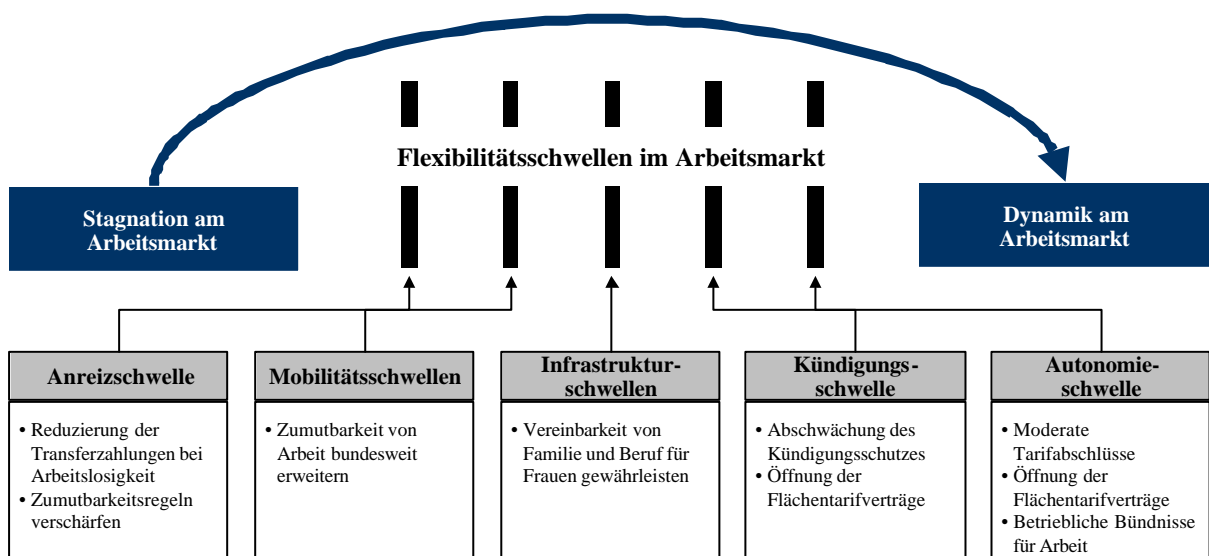 Flexibilitätsschwellen im Arbeitsmarkt
Stagnation am
Arbeitsmarkt
Dynamik am
Arbeitsmarkt
Anreizschwelle
• Reduzierung der
Transferzahlungen bei
Arbeitslosigkeit
• Zumutbarkeitsregeln
verschärfen
Mobilitätsschwellen
• Zumutbarkeit von
Arbeit bundesweit
erweitern
Infrastruktur-
schwellen
• Vereinbarkeit von
Familie und Beruf für
Frauen gewährleisten
Kündigungs-
schwelle
• Abschwächung des
Kündigungsschutzes
• Öffnung der
Flächentarifverträge
Autonomie-
schwelle
• Moderate
Tarifabschlüsse
• Öffnung der
Flächentarifverträge
• Betriebliche Bündnisse
für Arbeit